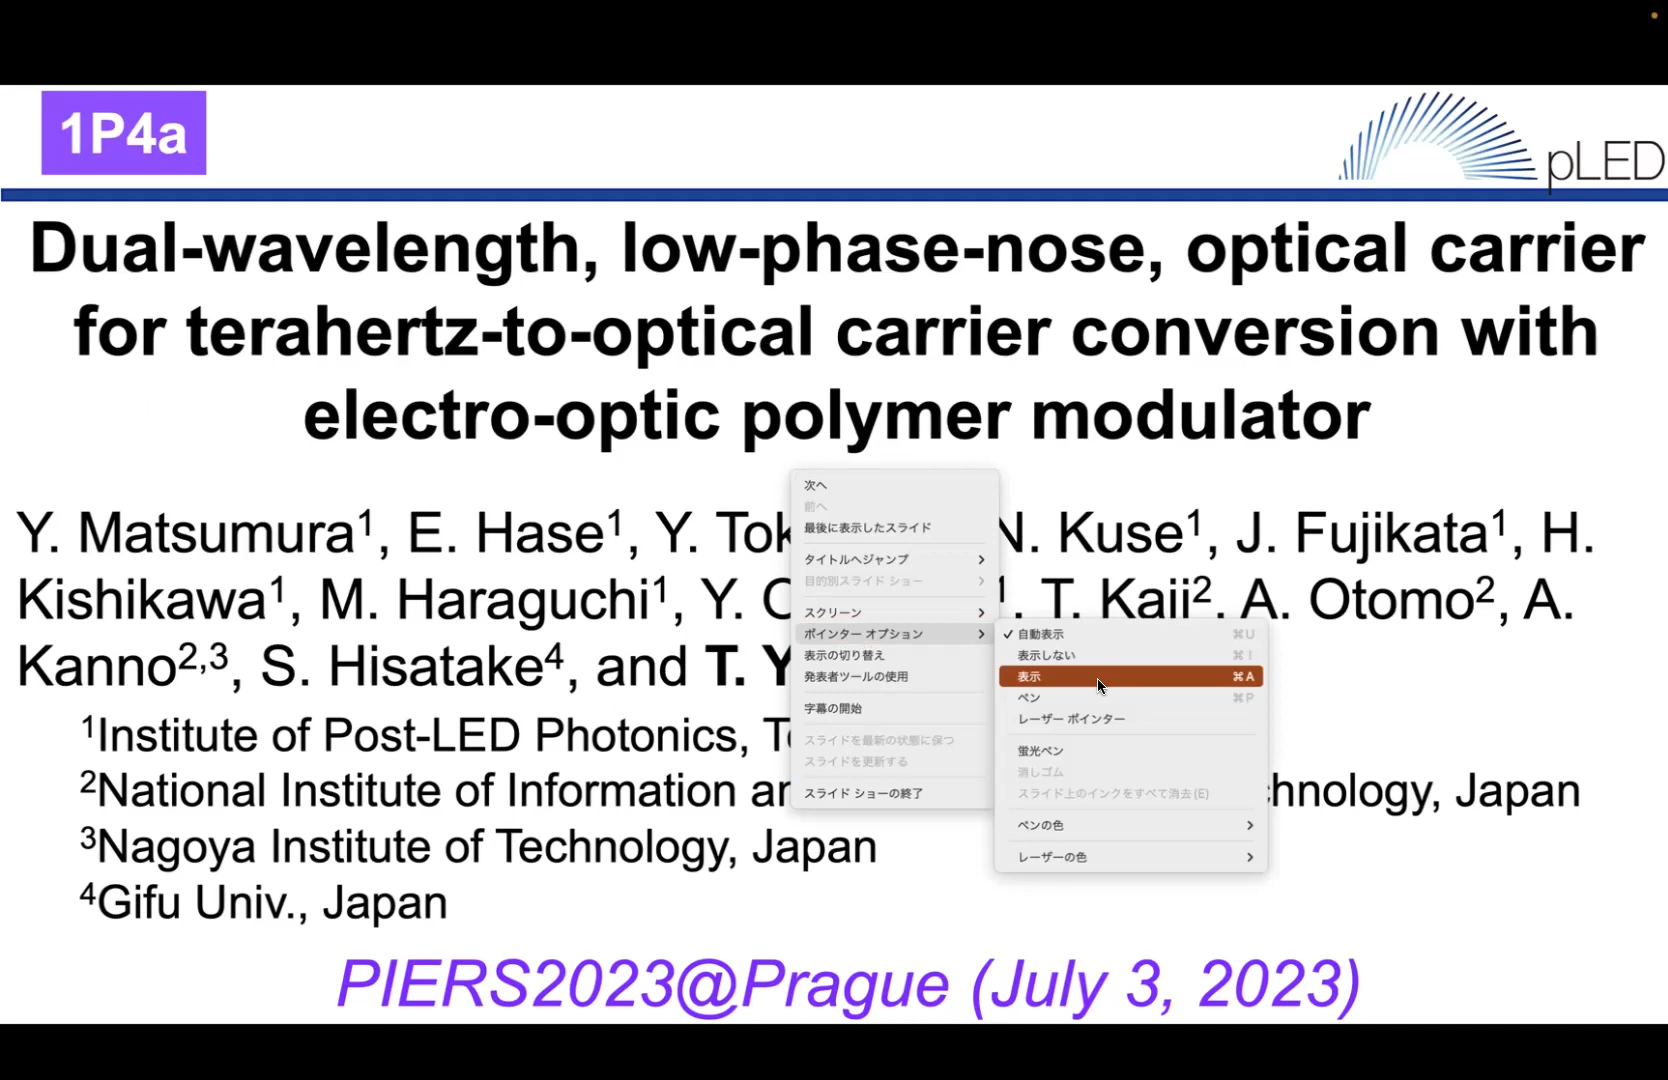 1P4a
pLED
Dual-wavelength, low-phase-nose, optical carrier
for terahertz-to-optical carrier conversion with
electro-optic polymer modulator
Y. Matsumura1, E. Hase1, Y. N. Kuse1, J. Fujikata1, H.
Kishikawa1, M. Haraguchi1, Y. 1, T. Kaji2, A. Otomo2, A.
Kanno2,3, S. Hisatake4, and T.
1Institute of Post-LED Photonics,
2National Institute of Information Japan
3Nagoya Institute of Technology, Japan
4Gifu Univ., Japan
PIERS2023@Prague (July 3, 2023)
次へ
前へ
最後に表示したスライド
タイトルへジャンプ
目的別スライド ショー
スクリーン
ポインター オプション
表示の切り替え
発表者ツールの使用
字幕の開始
スライドを最新の状態に保つ
スライドを更新する
スライド ショーの終了
✓ 自動表示 ⌘U
表示しない ⌘I
表示 ⌘A
ペン ⌘P
レーザー ポインター
蛍光ペン
消しゴム
スライド上のインクをすべて消去(E)
ペンの色
レーザーの色